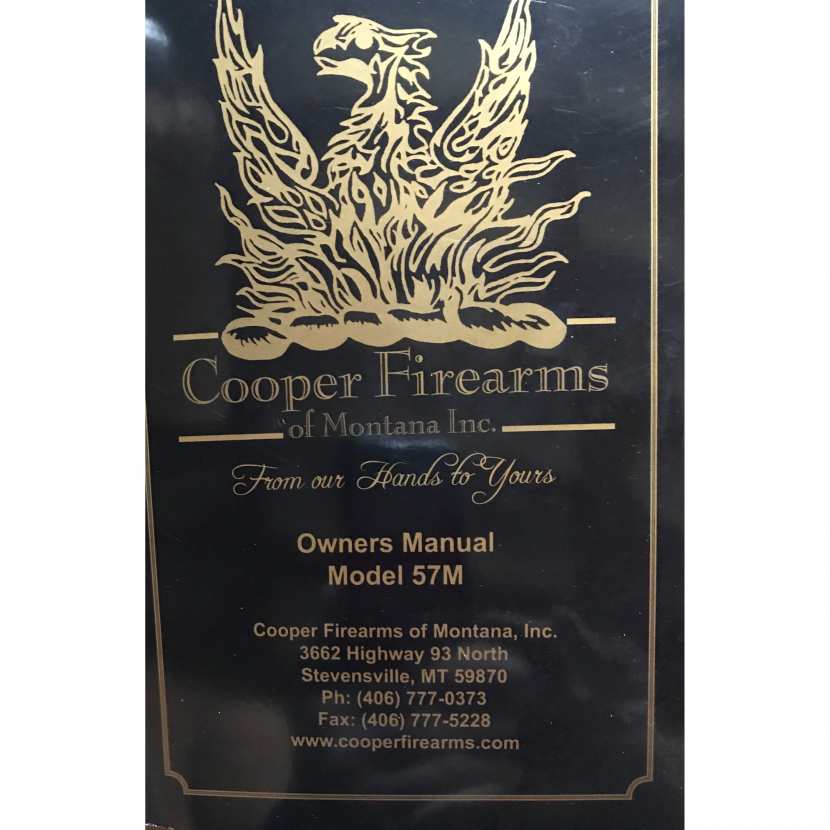 Cooper Firearms
of Montana Inc.
From our Hands to Yours
Owners Manual
Model 57M
Cooper Firearms of Montana, Inc.
3662 Highway 93 North
Stevensville, MT 59870
Ph: (406) 777-0373
Fax: (406) 777-5228
www.cooperfirearms.com